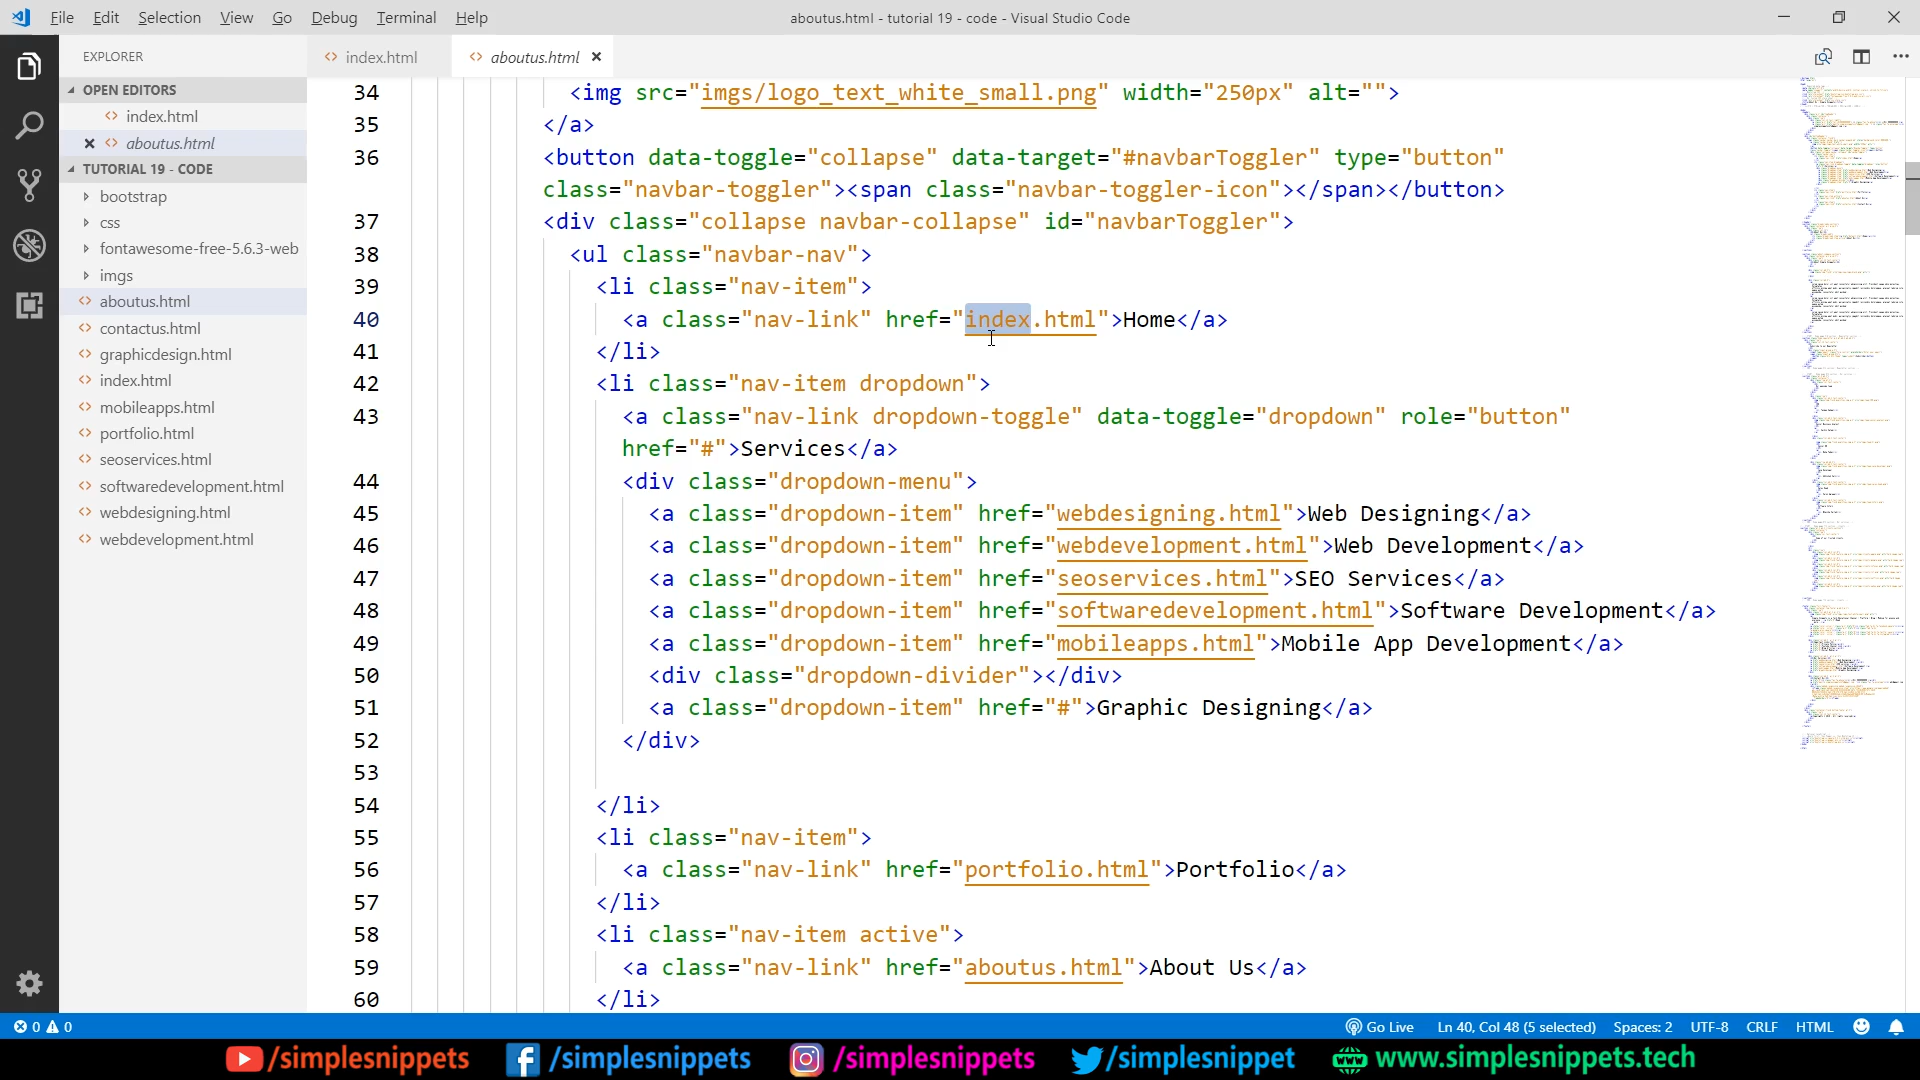 File Edit Selection View Go Debug Terminal Help
aboutus.html - tutorial 19 - code - Visual Studio Code
EXPLORER
OPEN EDITORS
index.html
aboutus.html
TUTORIAL 19 - CODE
bootstrap
css
fontawesome-free-5.6.3-web
imgs
aboutus.html
contactus.html
graphicdesign.html
index.html
mobileapps.html
portfolio.html
seoservices.html
softwaredevelopment.html
webdesigning.html
webdevelopment.html
index.html aboutus.html
34 <img src="imgs/logo_text_white_small.png" width="250px" alt="">
35 </a>
36 <button data-toggle="collapse" data-target="#navbarToggler" type="button"
class="navbar-toggler"><span class="navbar-toggler-icon"></span></button>
37 <div class="collapse navbar-collapse" id="navbarToggler">
38 <ul class="navbar-nav">
39 <li class="nav-item">
40 <a class="nav-link" href="index.html">Home</a>
41 </li>
42 <li class="nav-item dropdown">
43 <a class="nav-link dropdown-toggle" data-toggle="dropdown" role="button"
href="#">Services</a>
44 <div class="dropdown-menu">
45 <a class="dropdown-item" href="webdesigning.html">Web Designing</a>
46 <a class="dropdown-item" href="webdevelopment.html">Web Development</a>
47 <a class="dropdown-item" href="seoservices.html">SEO Services</a>
48 <a class="dropdown-item" href="softwaredevelopment.html">Software Development</a>
49 <a class="dropdown-item" href="mobileapps.html">Mobile App Development</a>
50 <div class="dropdown-divider"></div>
51 <a class="dropdown-item" href="#">Graphic Designing</a>
52 </div>
53
54 </li>
55 <li class="nav-item">
56 <a class="nav-link" href="portfolio.html">Portfolio</a>
57 </li>
58 <li class="nav-item active">
59 <a class="nav-link" href="aboutus.html">About Us</a>
60 </li>
0 0 Go Live Ln 40, Col 48 (5 selected) Spaces: 2 UTF-8 CRLF HTML
/simplesnippets /simplesnippets /simplesnippets /simplesnippet www.simplesnippets.tech